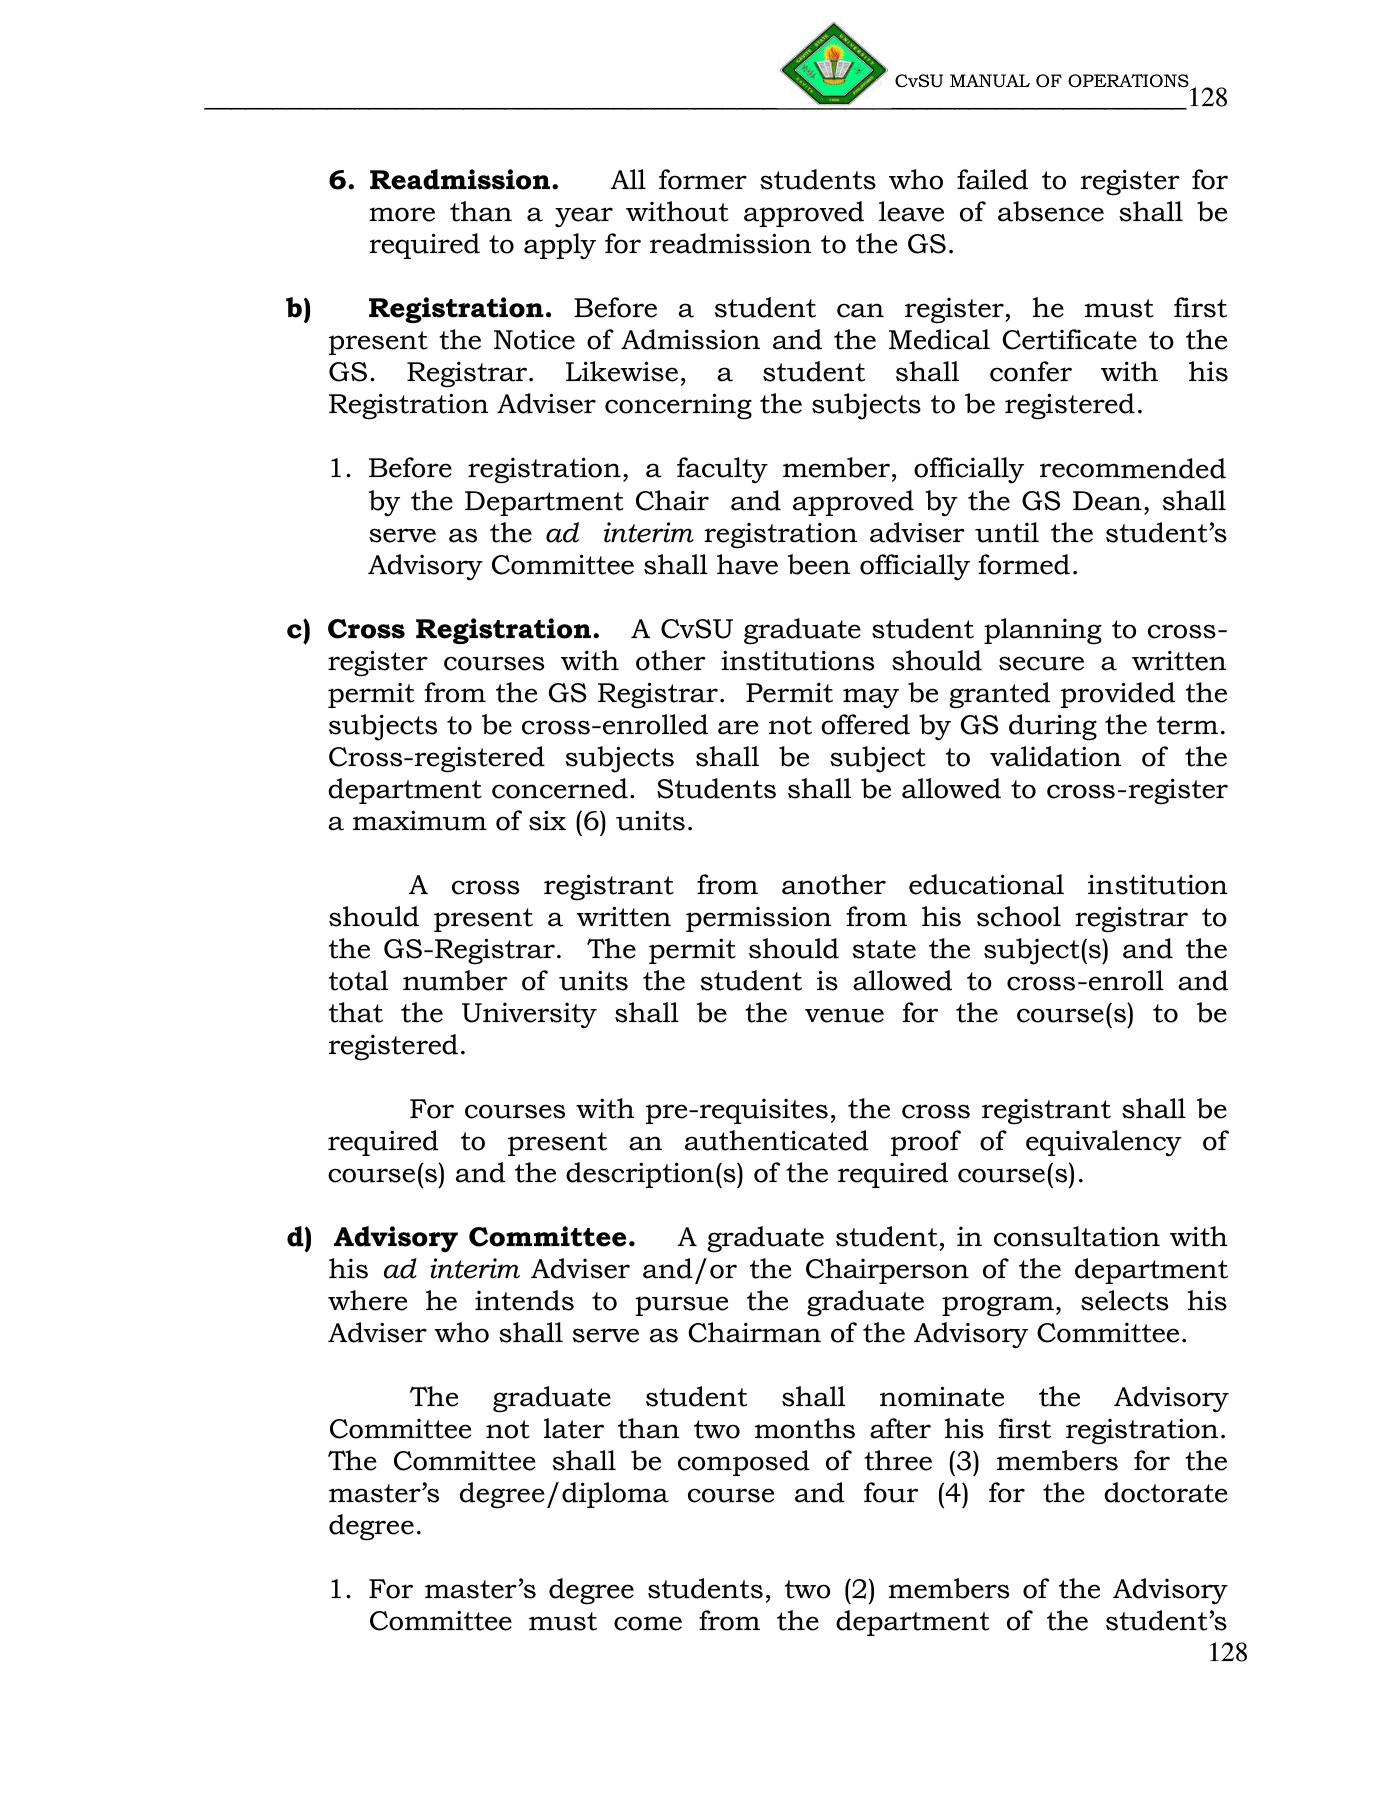 CvSU MANUAL OF OPERATIONS
128
6. Readmission. All former students who failed to register for
more than a year without approved leave of absence shall be
required to apply for readmission to the GS.
b) Registration. Before a student can register, he must first
present the Notice of Admission and the Medical Certificate to the
GS. Registrar. Likewise, a student shall confer with his
Registration Adviser concerning the subjects to be registered.
1. Before registration, a faculty member, officially recommended
by the Department Chair and approved by the GS Dean, shall
serve as the ad interim registration adviser until the student’s
Advisory Committee shall have been officially formed.
c) Cross Registration. A CvSU graduate student planning to cross-
register courses with other institutions should secure a written
permit from the GS Registrar. Permit may be granted provided the
subjects to be cross-enrolled are not offered by GS during the term.
Cross-registered subjects shall be subject to validation of the
department concerned. Students shall be allowed to cross-register
a maximum of six (6) units.
A cross registrant from another educational institution
should present a written permission from his school registrar to
the GS-Registrar. The permit should state the subject(s) and the
total number of units the student is allowed to cross-enroll and
that the University shall be the venue for the course(s) to be
registered.
For courses with pre-requisites, the cross registrant shall be
required to present an authenticated proof of equivalency of
course(s) and the description(s) of the required course(s).
d) Advisory Committee. A graduate student, in consultation with
his ad interim Adviser and/or the Chairperson of the department
where he intends to pursue the graduate program, selects his
Adviser who shall serve as Chairman of the Advisory Committee.
The graduate student shall nominate the Advisory
Committee not later than two months after his first registration.
The Committee shall be composed of three (3) members for the
master’s degree/diploma course and four (4) for the doctorate
degree.
1. For master’s degree students, two (2) members of the Advisory
Committee must come from the department of the student’s
128